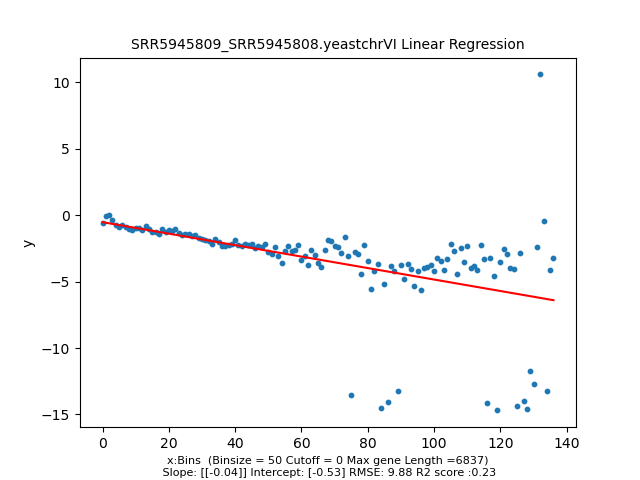 SRR5945809_SRR5945808.yeastchrVI Linear Regression
10
5
0
−5
−10
−15
y
0 20 40 60 80 100 120 140
x:Bins  (Binsize = 50 Cutoff = 0 Max gene Length =6837)
Slope: [[-0.04]] Intercept: [-0.53] RMSE: 9.88 R2 score :0.23